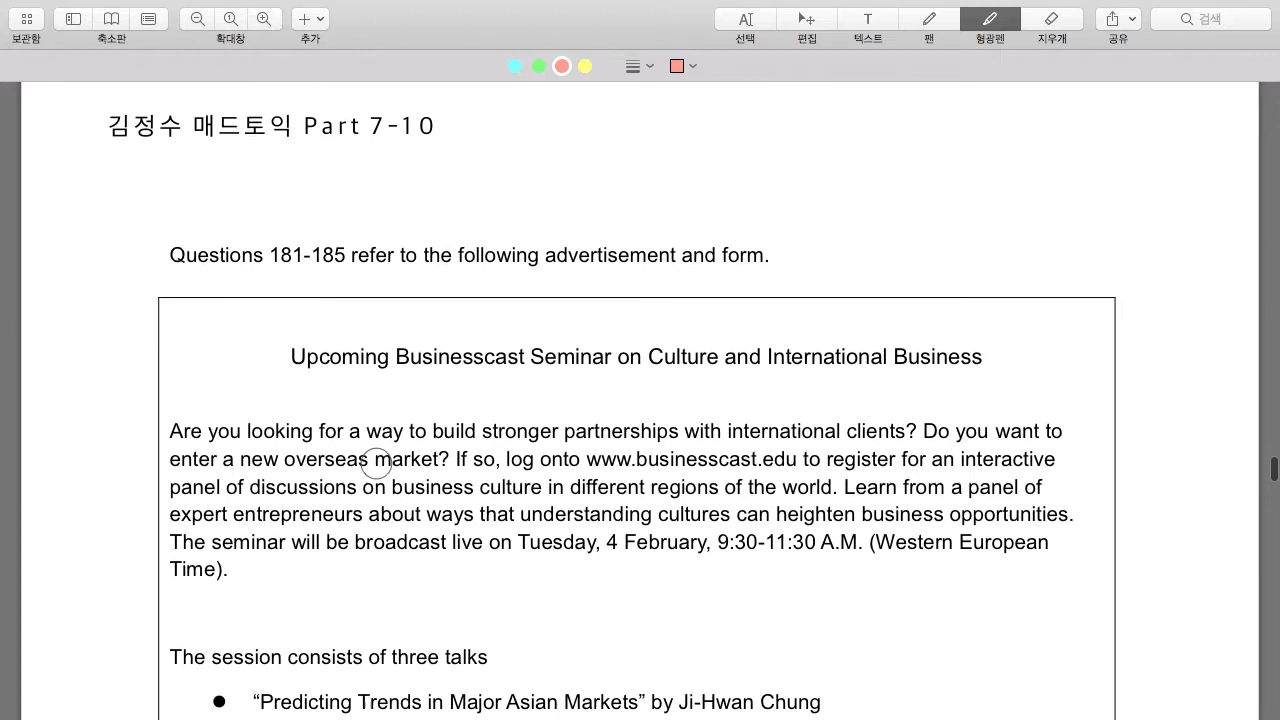 보관함
축소판
확대창
추가
선택
편집
텍스트
펜
형광펜
지우개
공유
검색
김정수 매드토익 Part 7-10
Questions 181-185 refer to the following advertisement and form.
Upcoming Businesscast Seminar on Culture and International Business
Are you looking for a way to build stronger partnerships with international clients? Do you want to
enter a new overseas market? If so, log onto www.businesscast.edu to register for an interactive
panel of discussions on business culture in different regions of the world. Learn from a panel of
expert entrepreneurs about ways that understanding cultures can heighten business opportunities.
The seminar will be broadcast live on Tuesday, 4 February, 9:30-11:30 A.M. (Western European
Time).
The session consists of three talks
● “Predicting Trends in Major Asian Markets” by Ji-Hwan Chung